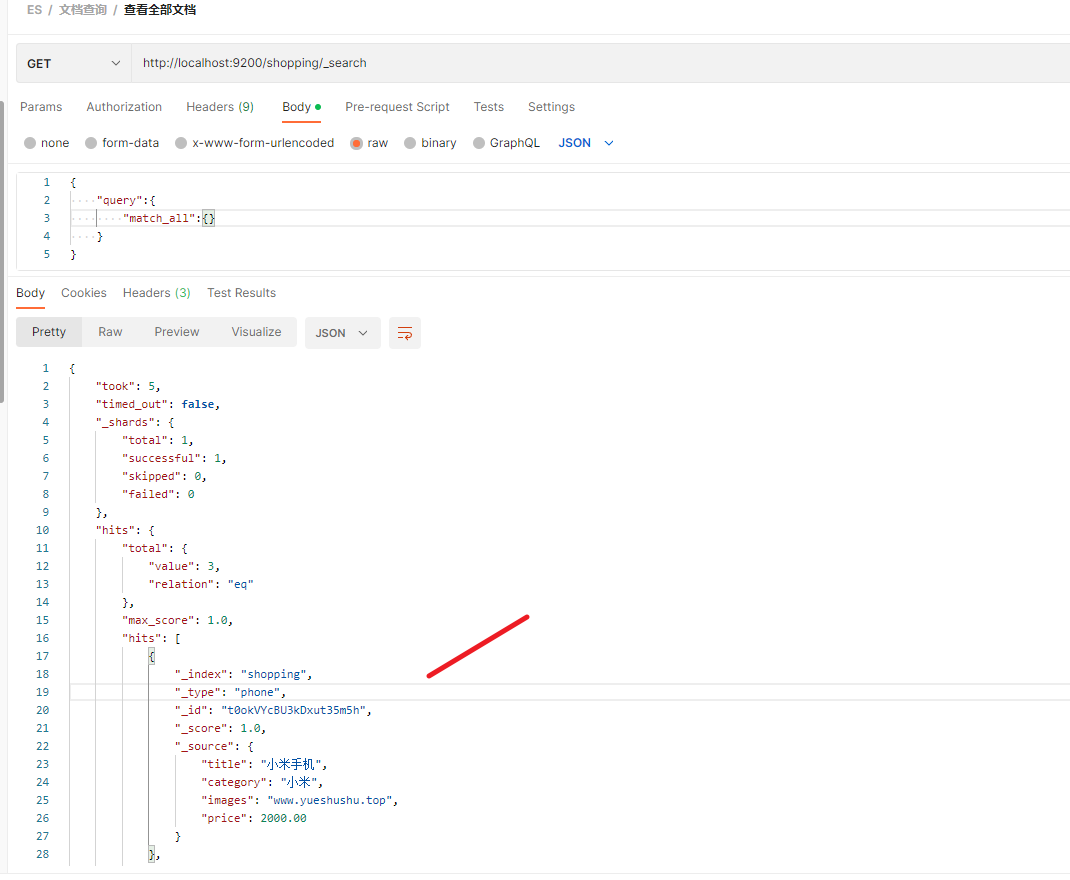 ES / 文档查询 / 查看全部文档
GET http://localhost:9200/shopping/_search
Params Authorization Headers (9) Body Pre-request Script Tests Settings
none form-data x-www-form-urlencoded raw binary GraphQL JSON
1 {
2 ····"query":{
3 ········"match_all":{}
4 ····}
5 }
Body Cookies Headers (3) Test Results
Pretty Raw Preview Visualize JSON
1 {
2 "took": 5,
3 "timed_out": false,
4 "_shards": {
5 "total": 1,
6 "successful": 1,
7 "skipped": 0,
8 "failed": 0
9 },
10 "hits": {
11 "total": {
12 "value": 3,
13 "relation": "eq"
14 },
15 "max_score": 1.0,
16 "hits": [
17 {
18 "_index": "shopping",
19 "_type": "phone",
20 "_id": "t0okVYcBU3kDxut35m5h",
21 "_score": 1.0,
22 "_source": {
23 "title": "小米手机",
24 "category": "小米",
25 "images": "www.yueshushu.top",
26 "price": 2000.00
27 }
28 },